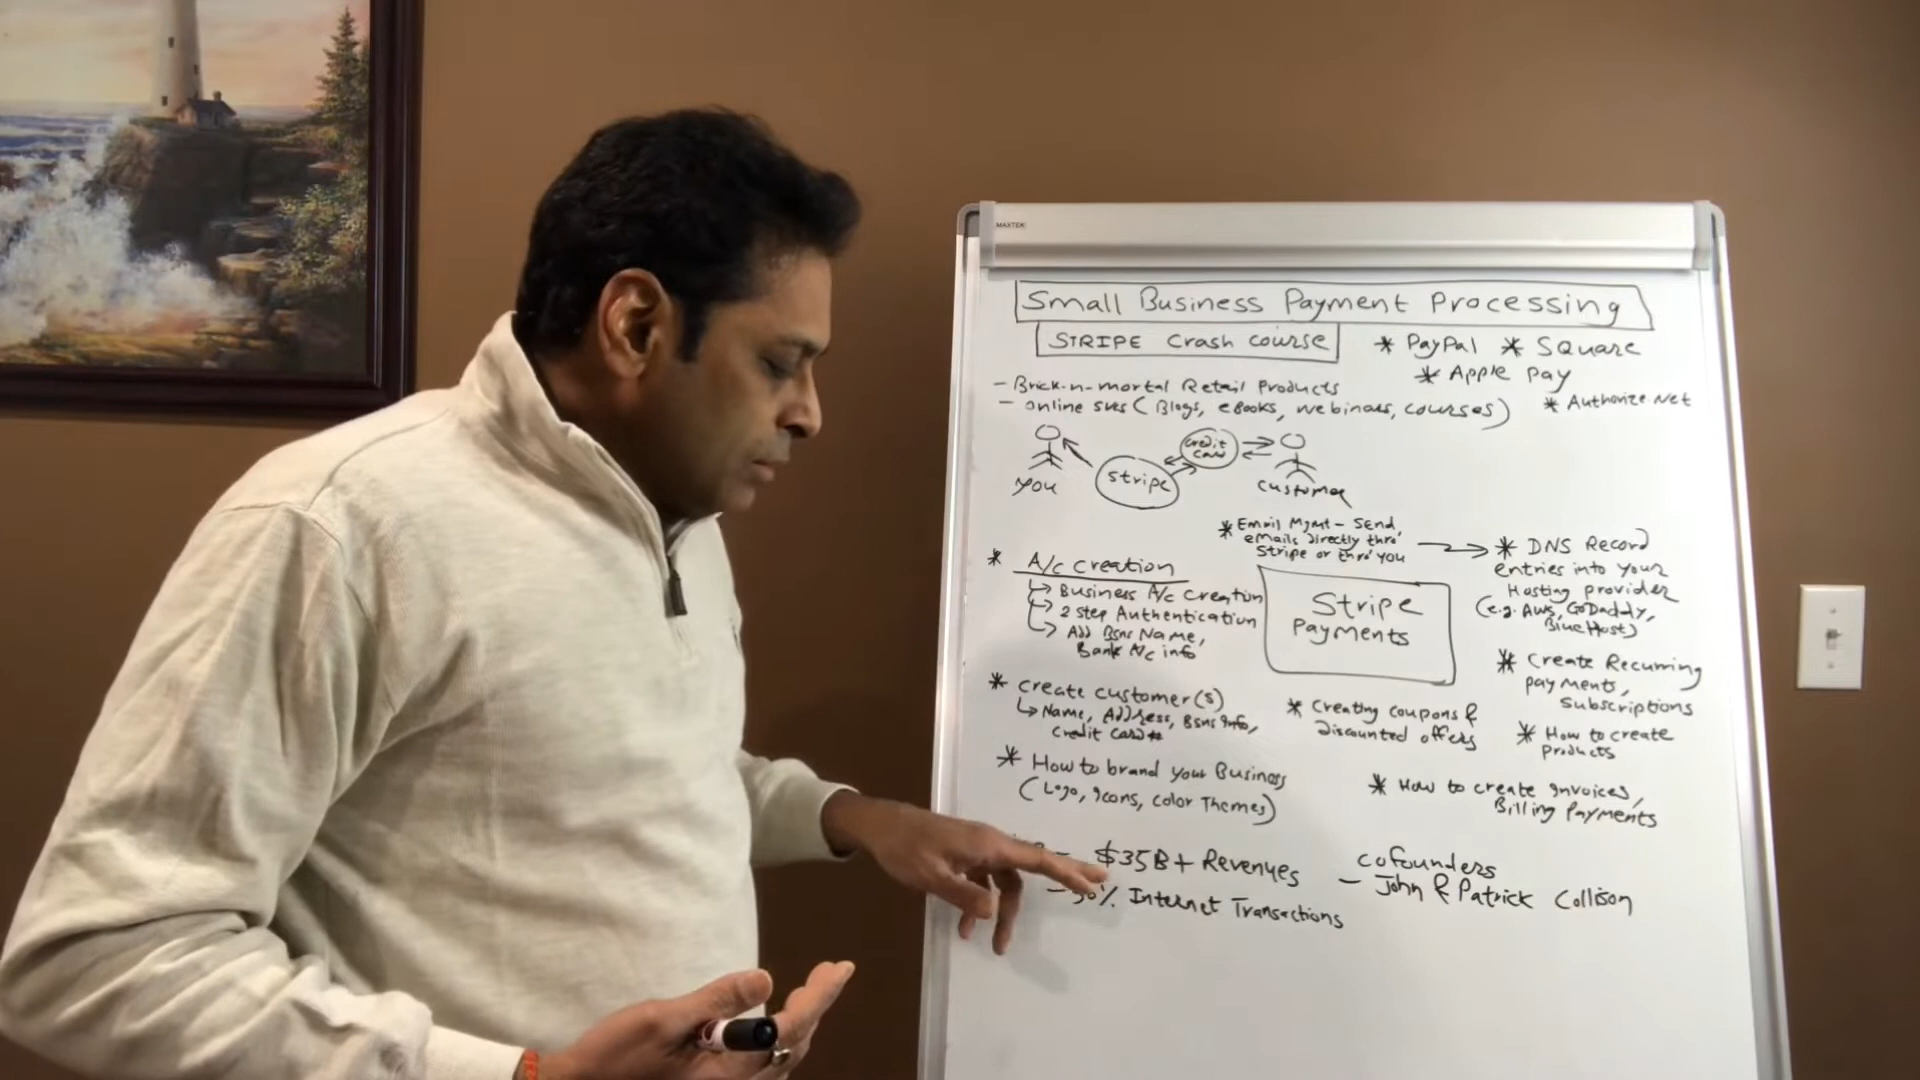 MAXTEK
Small Business Payment Processing
STRIPE Crash course
* PayPal * Square
* Apple Pay
* Authorize.Net
- Brick-n-mortal Retail Products
- online svs (Blogs, eBooks, webinars, courses)
You
Stripe
credit
card
customer
* Email Mgmt - Send
emails directly thro'
Stripe or thro' you
* DNS Record
entries into your
Hosting provider
(e.g. AWS, GoDaddy,
BlueHost)
* A/c creation
Business A/c Creation
2 step Authentication
Add Bsns Name,
Bank A/c info
Stripe
Payments
* Create Recurring
payments,
Subscriptions
* Create customer(s)
Name, Address, Bsns info,
credit card#
* Creating coupons &
discounted offers
* How to create
products
* How to brand your Business
(Logo, icons, color Themes)
* How to create invoices,
Billing Payments
- $35B+ Revenues
% Internet Transactions
cofounders
- John & Patrick Collison